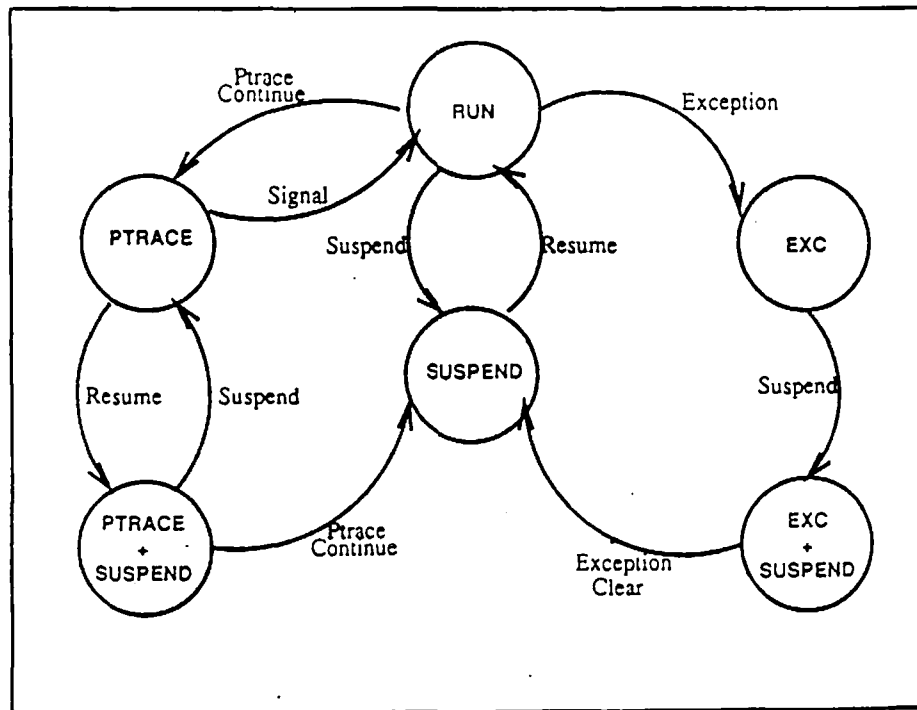 Ptrace
Continue
RUN
Exception
Signal
PTRACE
Suspend
Resume
EXC
SUSPEND
Resume
Suspend
Suspend
PTRACE
+
SUSPEND
Ptrace
Continue
Exception
Clear
EXC
+
SUSPEND